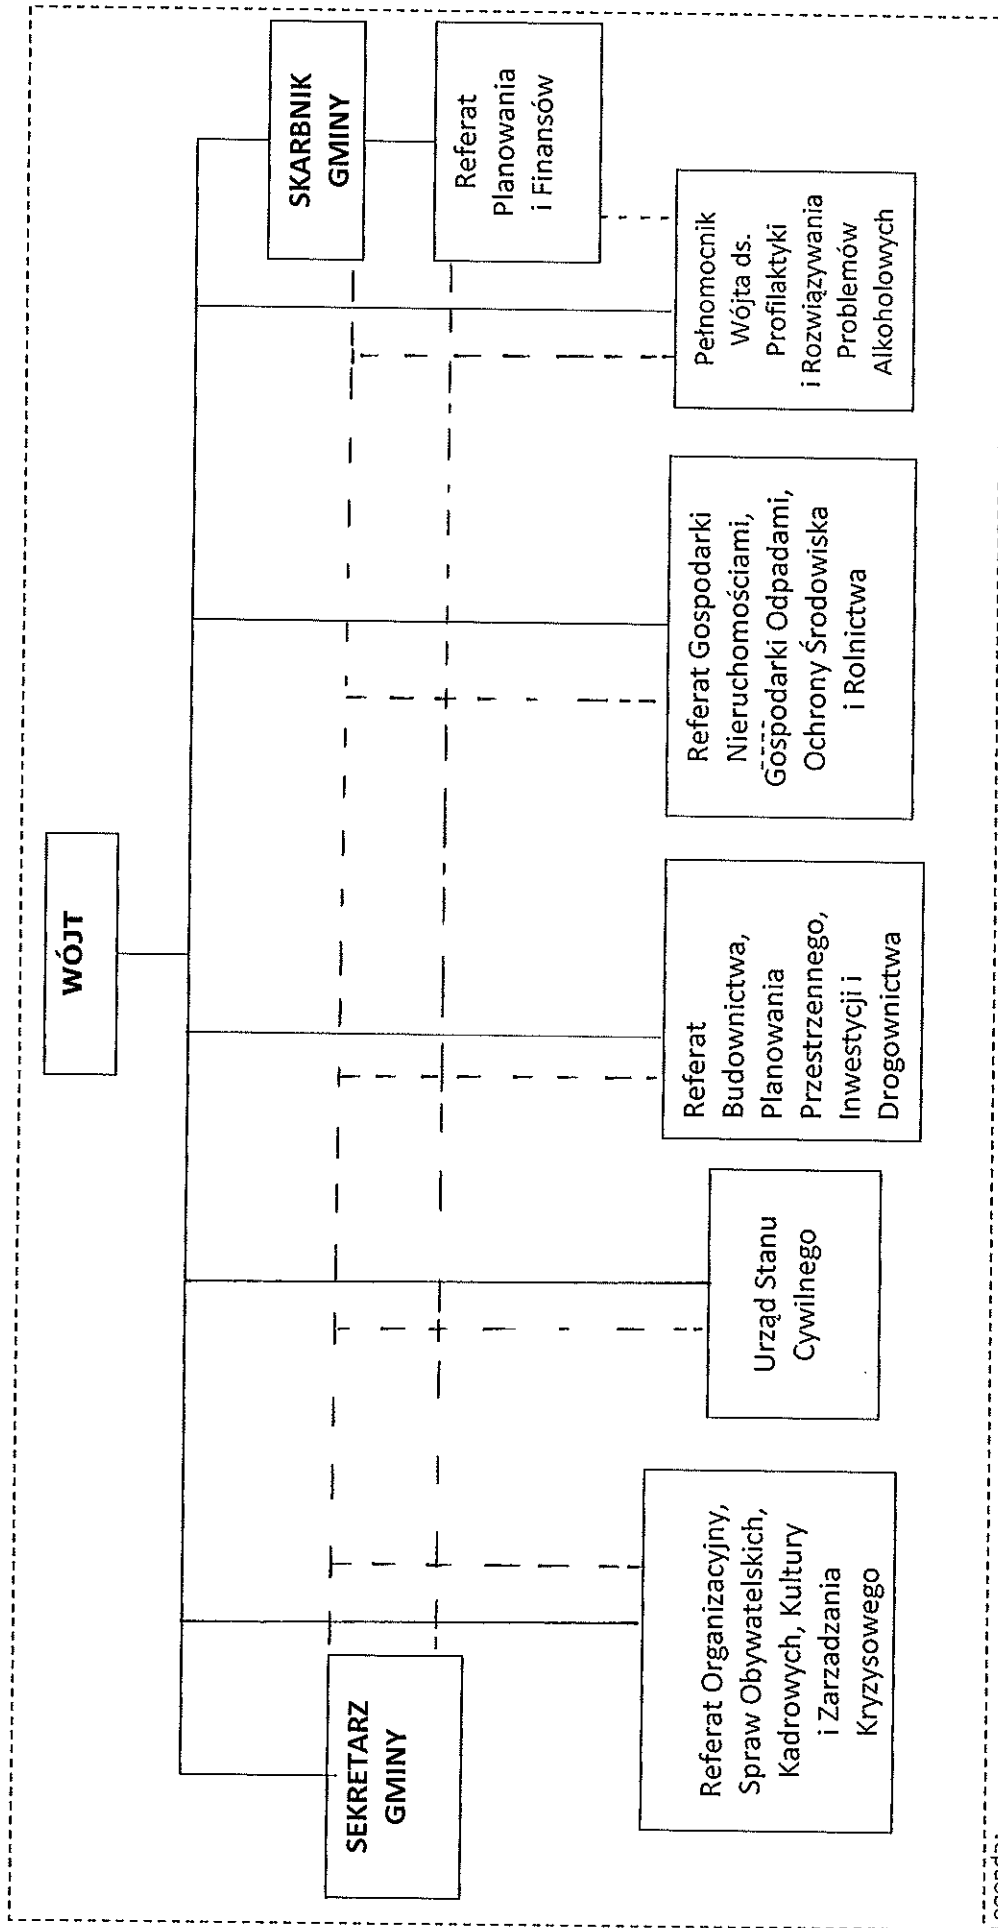 WÓJT
SKARBNIK
GMINY
Referat
Planowania
i Finansów
SEKRETARZ
GMINY
Referat Organizacyjny,
Spraw Obywatelskich,
Kadrowych, Kultury
i Zarzadzania
Kryzysowego
Urząd Stanu
Cywilnego
Referat
Budownictwa,
Planowania
Przestrzennego,
Inwestycji i
Drogownictwa
Referat Gospodarki
Nieruchomościami,
Gospodarki Odpadami,
Ochrony Środowiska
i Rolnictwa
Pełnomocnik
Wójta ds.
Profilaktyki
i Rozwiązywania
Problemów
Alkoholowych